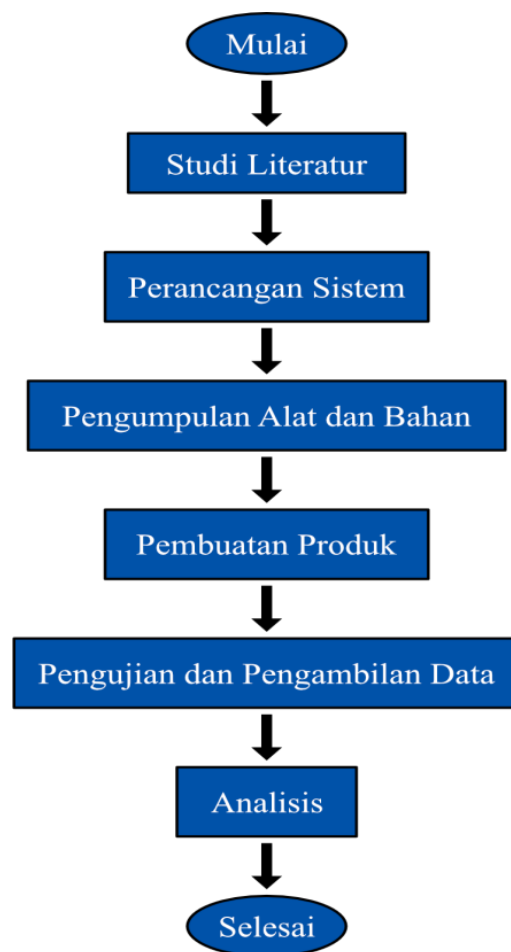 Mulai
Studi Literatur
Perancangan Sistem
Pengumpulan Alat dan Bahan
Pembuatan Produk
Pengujian dan Pengambilan Data
Analisis
Selesai